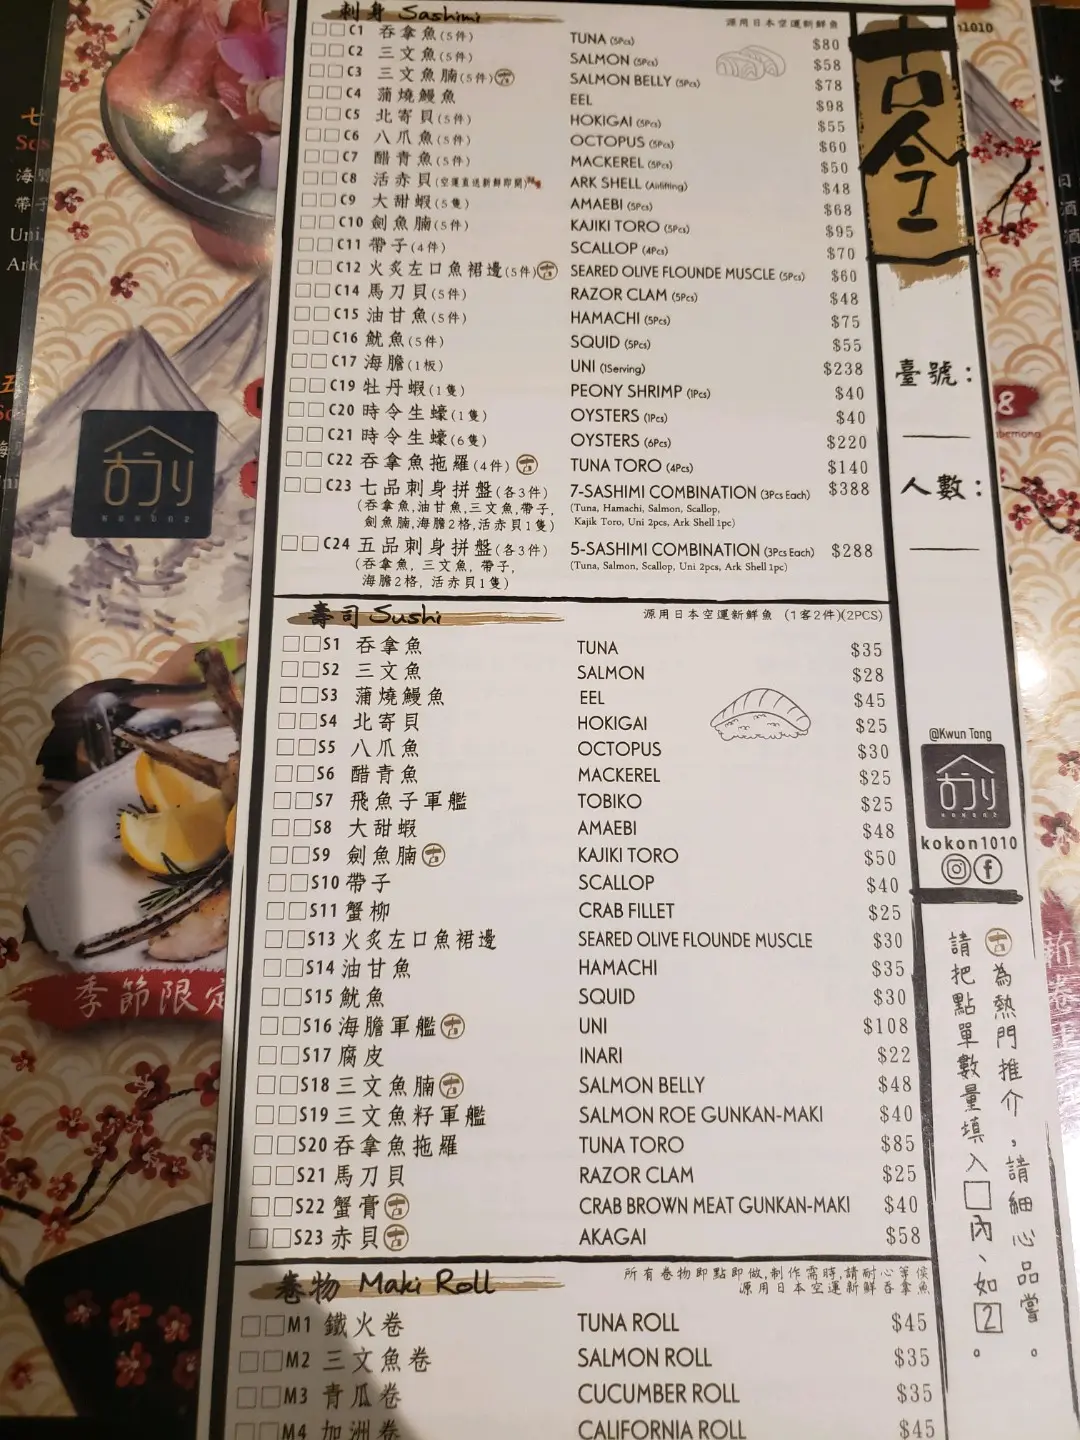 刺身 Sashimi 源用日本空運新鮮魚
C1 吞拿魚(5件) TUNA (5Pcs) $80
C2 三文魚(5件) SALMON (5Pcs) $58
C3 三文魚腩(5件) 古 SALMON BELLY (5Pcs) $78
C4 蒲燒鰻魚 EEL $98
C5 北寄貝(5件) HOKIGAI (5Pcs) $55
C6 八爪魚(5件) OCTOPUS (5Pcs) $60
C7 醋青魚(5件) MACKEREL (5Pcs) $50
C8 活赤貝(空運直送新鮮即開) ARK SHELL (Airlifting) $48
C9 大甜蝦(5隻) AMAEBI (5Pcs) $68
C10 劍魚腩(5件) KAJIKI TORO (5Pcs) $95
C11 帶子(4件) SCALLOP (4Pcs) $70
C12 火炙左口魚裙邊(5件) 古 SEARED OLIVE FLOUNDE MUSCLE (5Pcs) $60
C14 馬刀貝(5件) RAZOR CLAM (5Pcs) $48
C15 油甘魚(5件) HAMACHI (5Pcs) $75
C16 魷魚(5件) SQUID (5Pcs) $55
C17 海膽(1板) UNI (1Serving) $238
C19 牡丹蝦(1隻) PEONY SHRIMP (1Pcs) $40
C20 時令生蠔(1隻) OYSTERS (1Pcs) $40
C21 時令生蠔(6隻) OYSTERS (6Pcs) $220
C22 吞拿魚拖羅(4件) 古 TUNA TORO (4Pcs) $140
C23 七品刺身拼盤(各3件) 7-SASHIMI COMBINATION (3Pcs Each) $388
(吞拿魚,油甘魚,三文魚,帶子, (Tuna, Hamachi, Salmon, Scallop,
劍魚腩,海膽2格,活赤貝1隻) Kajik Toro, Uni 2pcs, Ark Shell 1pc)
C24 五品刺身拼盤(各3件) 5-SASHIMI COMBINATION (3Pcs Each) $288
(吞拿魚, 三文魚, 帶子, (Tuna, Salmon, Scallop, Uni 2pcs, Ark Shell 1pc)
海膽2格, 活赤貝1隻)
壽司 Sushi 源用日本空運新鮮魚 (1客2件)(2PCS)
S1 吞拿魚 TUNA $35
S2 三文魚 SALMON $28
S3 蒲燒鰻魚 EEL $45
S4 北寄貝 HOKIGAI $25
S5 八爪魚 OCTOPUS $30
S6 醋青魚 MACKEREL $25
S7 飛魚子軍艦 TOBIKO $25
S8 大甜蝦 AMAEBI $48
S9 劍魚腩 古 KAJIKI TORO $50
S10 帶子 SCALLOP $40
S11 蟹柳 CRAB FILLET $25
S13 火炙左口魚裙邊 SEARED OLIVE FLOUNDE MUSCLE $30
S14 油甘魚 HAMACHI $35
S15 魷魚 SQUID $30
S16 海膽軍艦 古 UNI $108
S17 腐皮 INARI $22
S18 三文魚腩 古 SALMON BELLY $48
S19 三文魚籽軍艦 SALMON ROE GUNKAN-MAKI $40
S20 吞拿魚拖羅 TUNA TORO $85
S21 馬刀貝 RAZOR CLAM $25
S22 蟹膏 古 CRAB BROWN MEAT GUNKAN-MAKI $40
S23 赤貝 古 AKAGAI $58
卷物 Maki Roll 所有卷物即點即做,制作需時,請耐心等侯
源用日本空運新鮮吞拿魚
M1 鐵火卷 TUNA ROLL $45
M2 三文魚卷 SALMON ROLL $35
M3 青瓜卷 CUCUMBER ROLL $35
M4 加洲卷 CALIFORNIA ROLL $45
古今二
臺號:
人數:
@Kwun Tong
kokon1010
古為熱門推介,請細心品嘗。
請把點單數量填入□內、如2。
季節限定